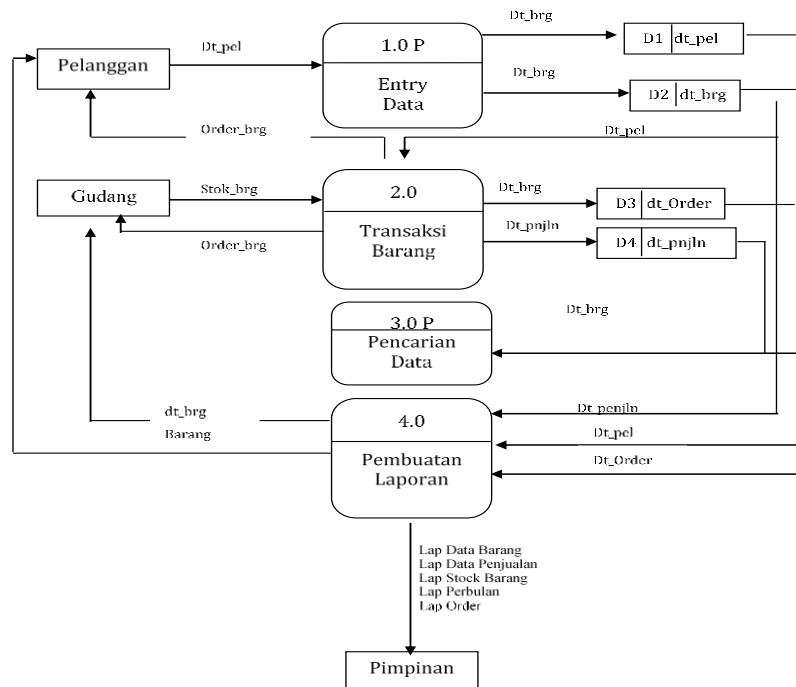 Dt_brg
1.0 P
D1 dt_pel
Dt_pel
Pelanggan
Entry
Data
Dt_brg
D2 dt_brg
Order_brg
Dt_pel
2.0
Gudang
Stok_brg
Dt_brg
D3 dt_Order
Transaksi
Barang
Dt_pnjln
Order_brg
D4 dt_pnjln
3.0 P
Dt_brg
Pencarian
Data
dt_brg
Barang
4.0
Dt_penjln
Dt_pel
Pembuatan
Laporan
Dt_Order
Lap Data Barang
Lap Data Penjualan
Lap Stock Barang
Lap Perbulan
Lap Order
Pimpinan